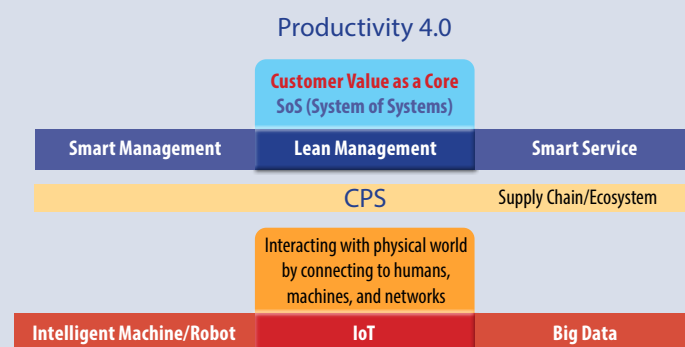 Productivity 4.0
Customer Value as a Core
SoS (System of Systems)
Smart Management
Lean Management
Smart Service
CPS
Supply Chain/Ecosystem
Interacting with physical world
by connecting to humans,
machines, and networks
Intelligent Machine/Robot
IoT
Big Data